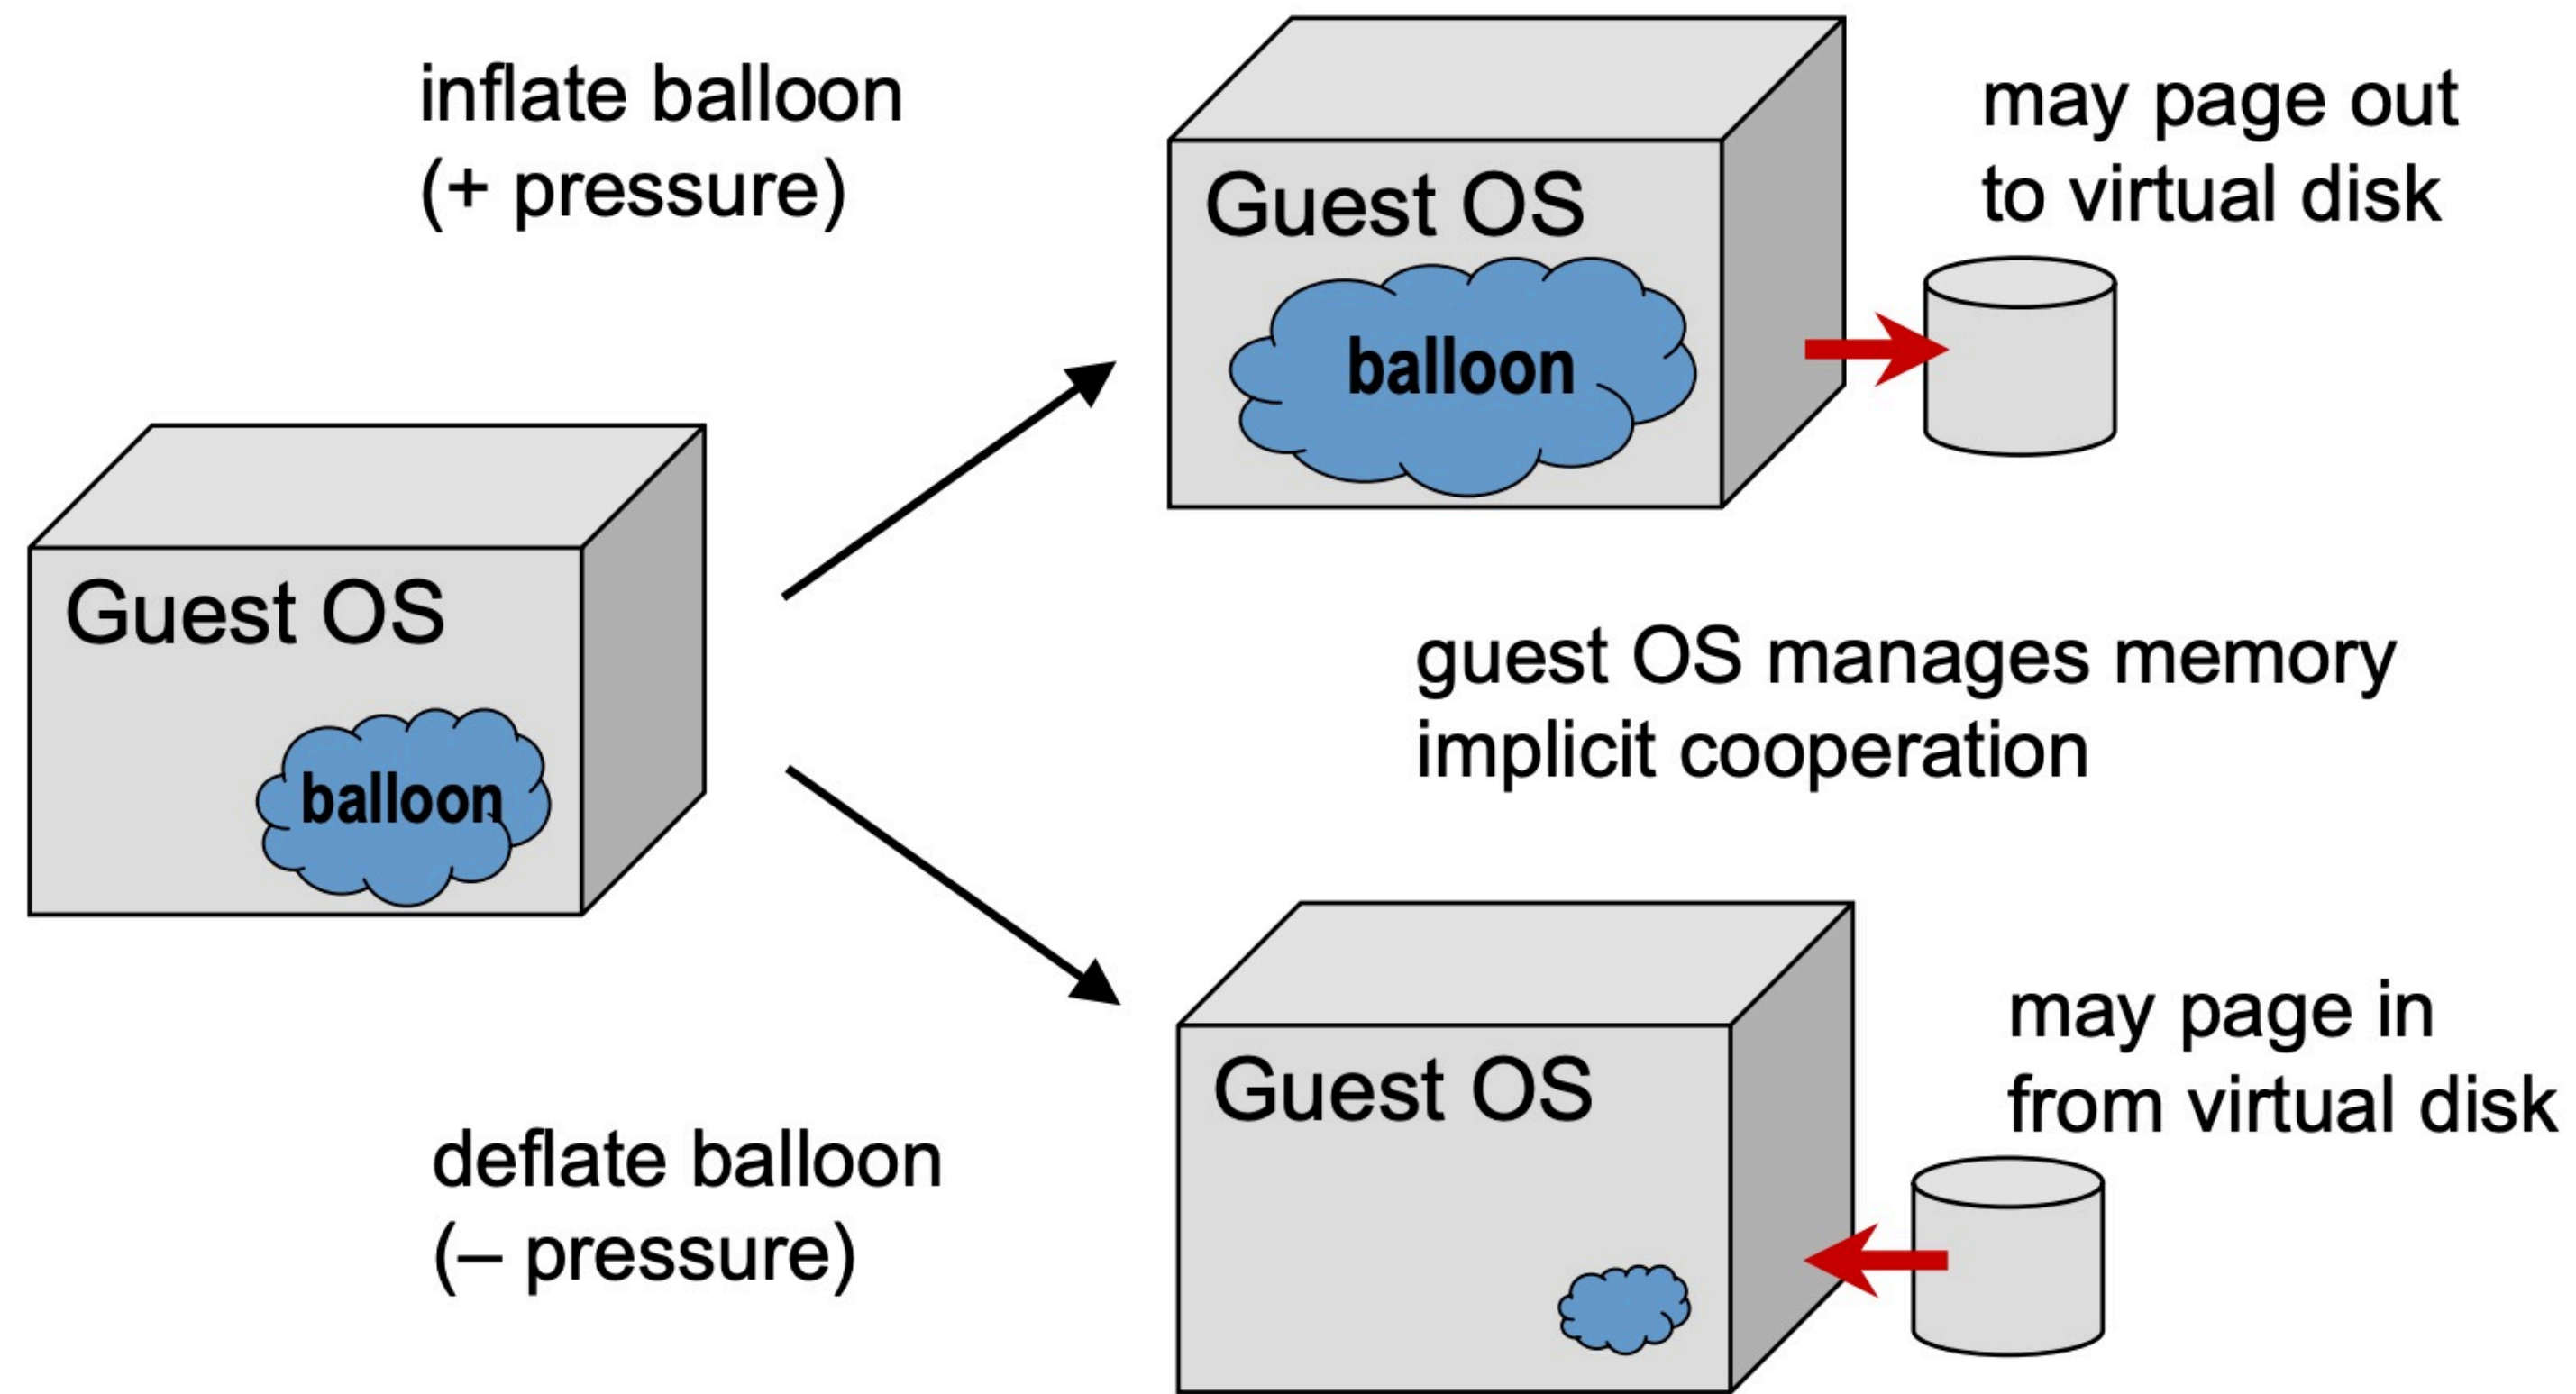 inflate balloon
(+ pressure)
Guest OS
balloon
may page out
to virtual disk
Guest OS
balloon
guest OS manages memory
implicit cooperation
deflate balloon
(– pressure)
Guest OS
may page in
from virtual disk